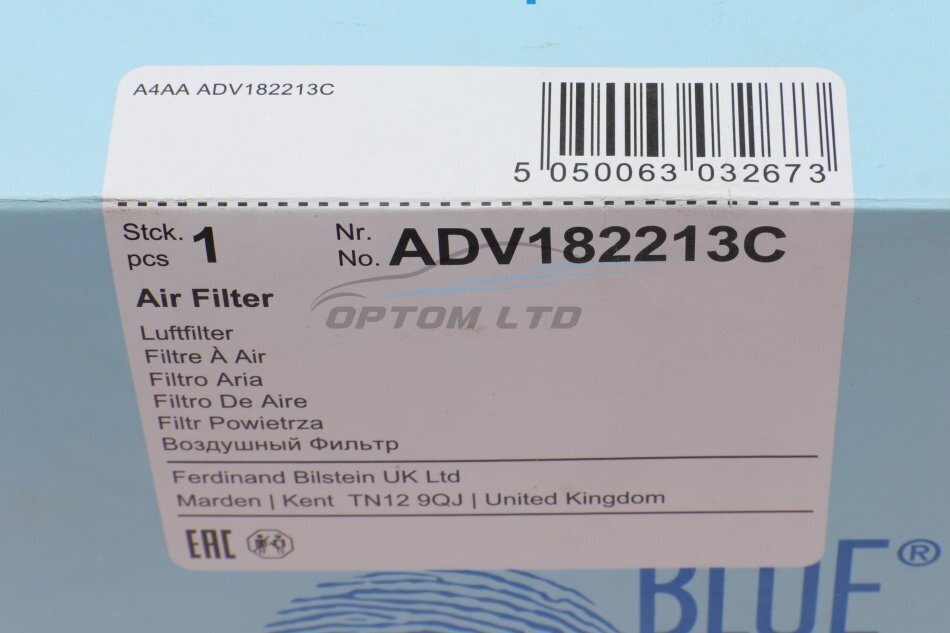 A4AA ADV182213C
5 050063 032673
Stck. 1
pcs
Nr.
No. ADV182213C
Air Filter
OPTOM LTD
Luftfilter
Filtre À Air
Filtro Aria
Filtro De Aire
Filtr Powietrza
Воздушный Фильтр
Ferdinand Bilstein UK Ltd
Marden | Kent TN12 9QJ | United Kingdom
EAC
BLUE®